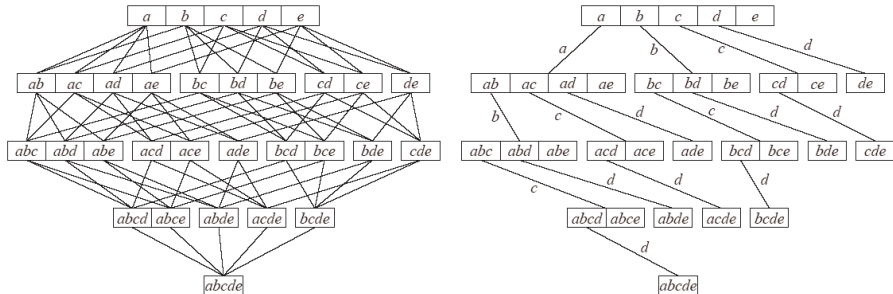 a b c d e
ab ac ad ae bc bd be cd ce de
abc abd abe acd ace ade bcd bce bde cde
abcd abce abde acde bcde
abcde
a b c d e
a b c d
ab ac ad ae bc bd be cd ce de
b c d c d d
abc abd abe acd ace ade bcd bce bde cde
c d d d
abcd abce abde acde bcde
d
abcde